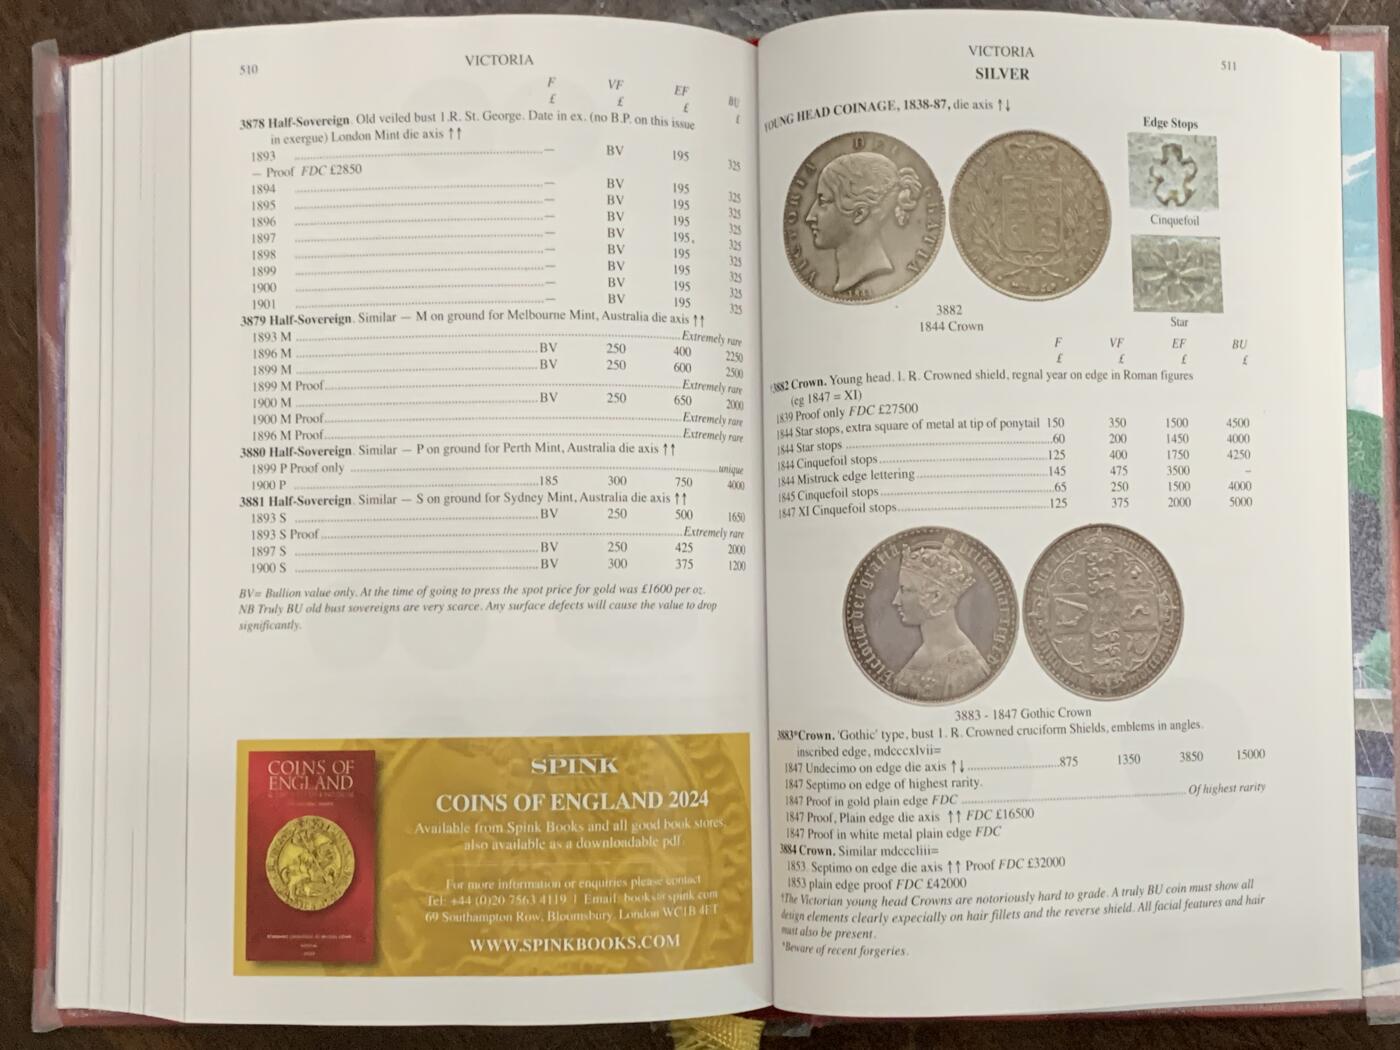 510
VICTORIA
F VF EF BU
£ £ £ £
3878 Half-Sovereign. Old veiled bust l .R. St. George. Date in ex. (no B.P. on this issue
in exergue) London Mint die axis ↑↑
1893 — BV 195 325
— Proof FDC £2850
1894 — BV 195 325
1895 — BV 195 325
1896 — BV 195 325
1897 — BV 195. 325
1898 — BV 195 325
1899 — BV 195 325
1900 — BV 195 325
1901 — BV 195 325
3879 Half-Sovereign. Similar — M on ground for Melbourne Mint, Australia die axis ↑↑
1893 M Extremely rare
1896 M BV 250 400 2250
1899 M BV 250 600 2500
1899 M Proof Extremely rare
1900 M BV 250 650 2000
1900 M Proof Extremely rare
1896 M Proof Extremely rare
3880 Half-Sovereign. Similar — P on ground for Perth Mint, Australia die axis ↑↑
1899 P Proof only unique
1900 P 185 300 750 4000
3881 Half-Sovereign. Similar — S on ground for Sydney Mint, Australia die axis ↑↑
1893 S BV 250 500 1650
1893 S Proof Extremely rare
1897 S BV 250 425 2000
1900 S BV 300 375 1200
BV= Bullion value only. At the time of going to press the spot price for gold was £1600 per oz.
NB Truly BU old bust sovereigns are very scarce. Any surface defects will cause the value to drop
significantly.
COINS OF
ENGLAND
SPINK
COINS OF ENGLAND 2024
Available from Spink Books and all good book stores,
also available as a downloadable pdf.
For more information or enquiries please contact
Tel: +44 (0)20 7563 4119 | Email: books@spink.com
69 Southampton Row, Bloomsbury, London WC1B 4ET
WWW.SPINKBOOKS.COM
VICTORIA
511
SILVER
YOUNG HEAD COINAGE, 1838-87, die axis ↑↓
Edge Stops
Cinquefoil
Star
3882
1844 Crown
F VF EF BU
£ £ £ £
†3882 Crown. Young head. l. R. Crowned shield, regnal year on edge in Roman figures
(eg 1847 = XI)
1839 Proof only FDC £27500
1844 Star stops, extra square of metal at tip of ponytail 150 350 1500 4500
1844 Star stops 60 200 1450 4000
1844 Cinquefoil stops 125 400 1750 4250
1844 Mistruck edge lettering 145 475 3500 –
1845 Cinquefoil stops 65 250 1500 4000
1847 XI Cinquefoil stops 125 375 2000 5000
3883 - 1847 Gothic Crown
3883*Crown. 'Gothic' type, bust l. R. Crowned cruciform Shields, emblems in angles.
inscribed edge, mdcccxlvii=
1847 Undecimo on edge die axis ↑↓ 875 1350 3850 15000
1847 Septimo on edge of highest rarity.
1847 Proof in gold plain edge FDC Of highest rarity
1847 Proof, Plain edge die axis ↑↑ FDC £16500
1847 Proof in white metal plain edge FDC
3884 Crown. Similar mdcccliii=
1853 Septimo on edge die axis ↑↑ Proof FDC £32000
1853 plain edge proof FDC £42000
†The Victorian young head Crowns are notoriously hard to grade. A truly BU coin must show all
design elements clearly expecially on hair fillets and the reverse shield. All facial features and hair
must also be present.
*Beware of recent forgeries.